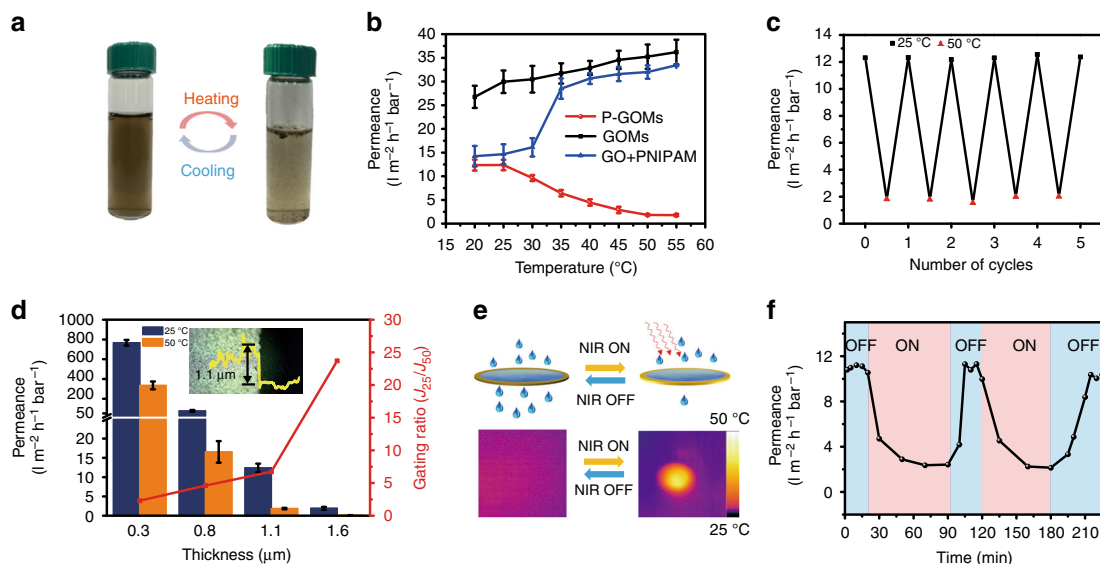 a
Heating
Cooling
b
40
35
30
25
20
15
10
5
0
Permeance
(l m⁻² h⁻¹ bar⁻¹)
P-GOMs
GOMs
GO+PNIPAM
15 20 25 30 35 40 45 50 55 60
Temperature (°C)
c
25 °C 50 °C
14
12
10
8
6
4
2
0
Permeance
(l m⁻² h⁻¹ bar⁻¹)
0 1 2 3 4 5
Number of cycles
d
1000
800
600
400
200
50
15
10
5
0
Permeance
(l m⁻² h⁻¹ bar⁻¹)
25 °C
50 °C
1.1 μm
30
25
20
15
10
5
0
Gating ratio (J₂₅/J₅₀)
0.3 0.8 1.1 1.6
Thickness (μm)
e
NIR ON
NIR OFF
50 °C
NIR ON
NIR OFF
25 °C
f
OFF ON OFF ON OFF
12
8
4
0
Permeance
(l m⁻² h⁻¹ bar⁻¹)
0 30 60 90 120 150 180 210
Time (min)